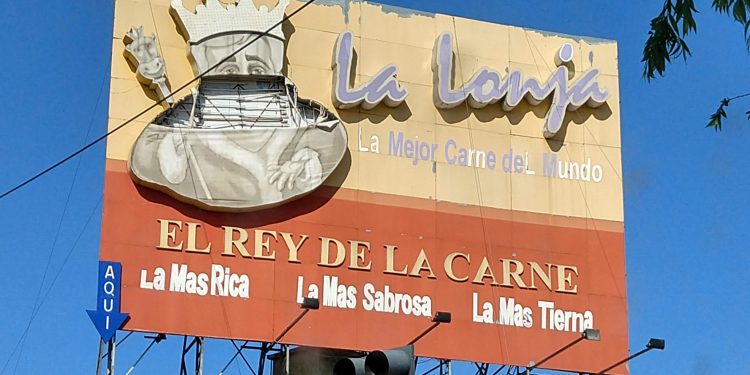 La Lonja
La Mejor Carne deL Mundo
EL REY DE LA CARNE
La Mas Rica
La Mas Sabrosa
La Mas Tierna
AQUI